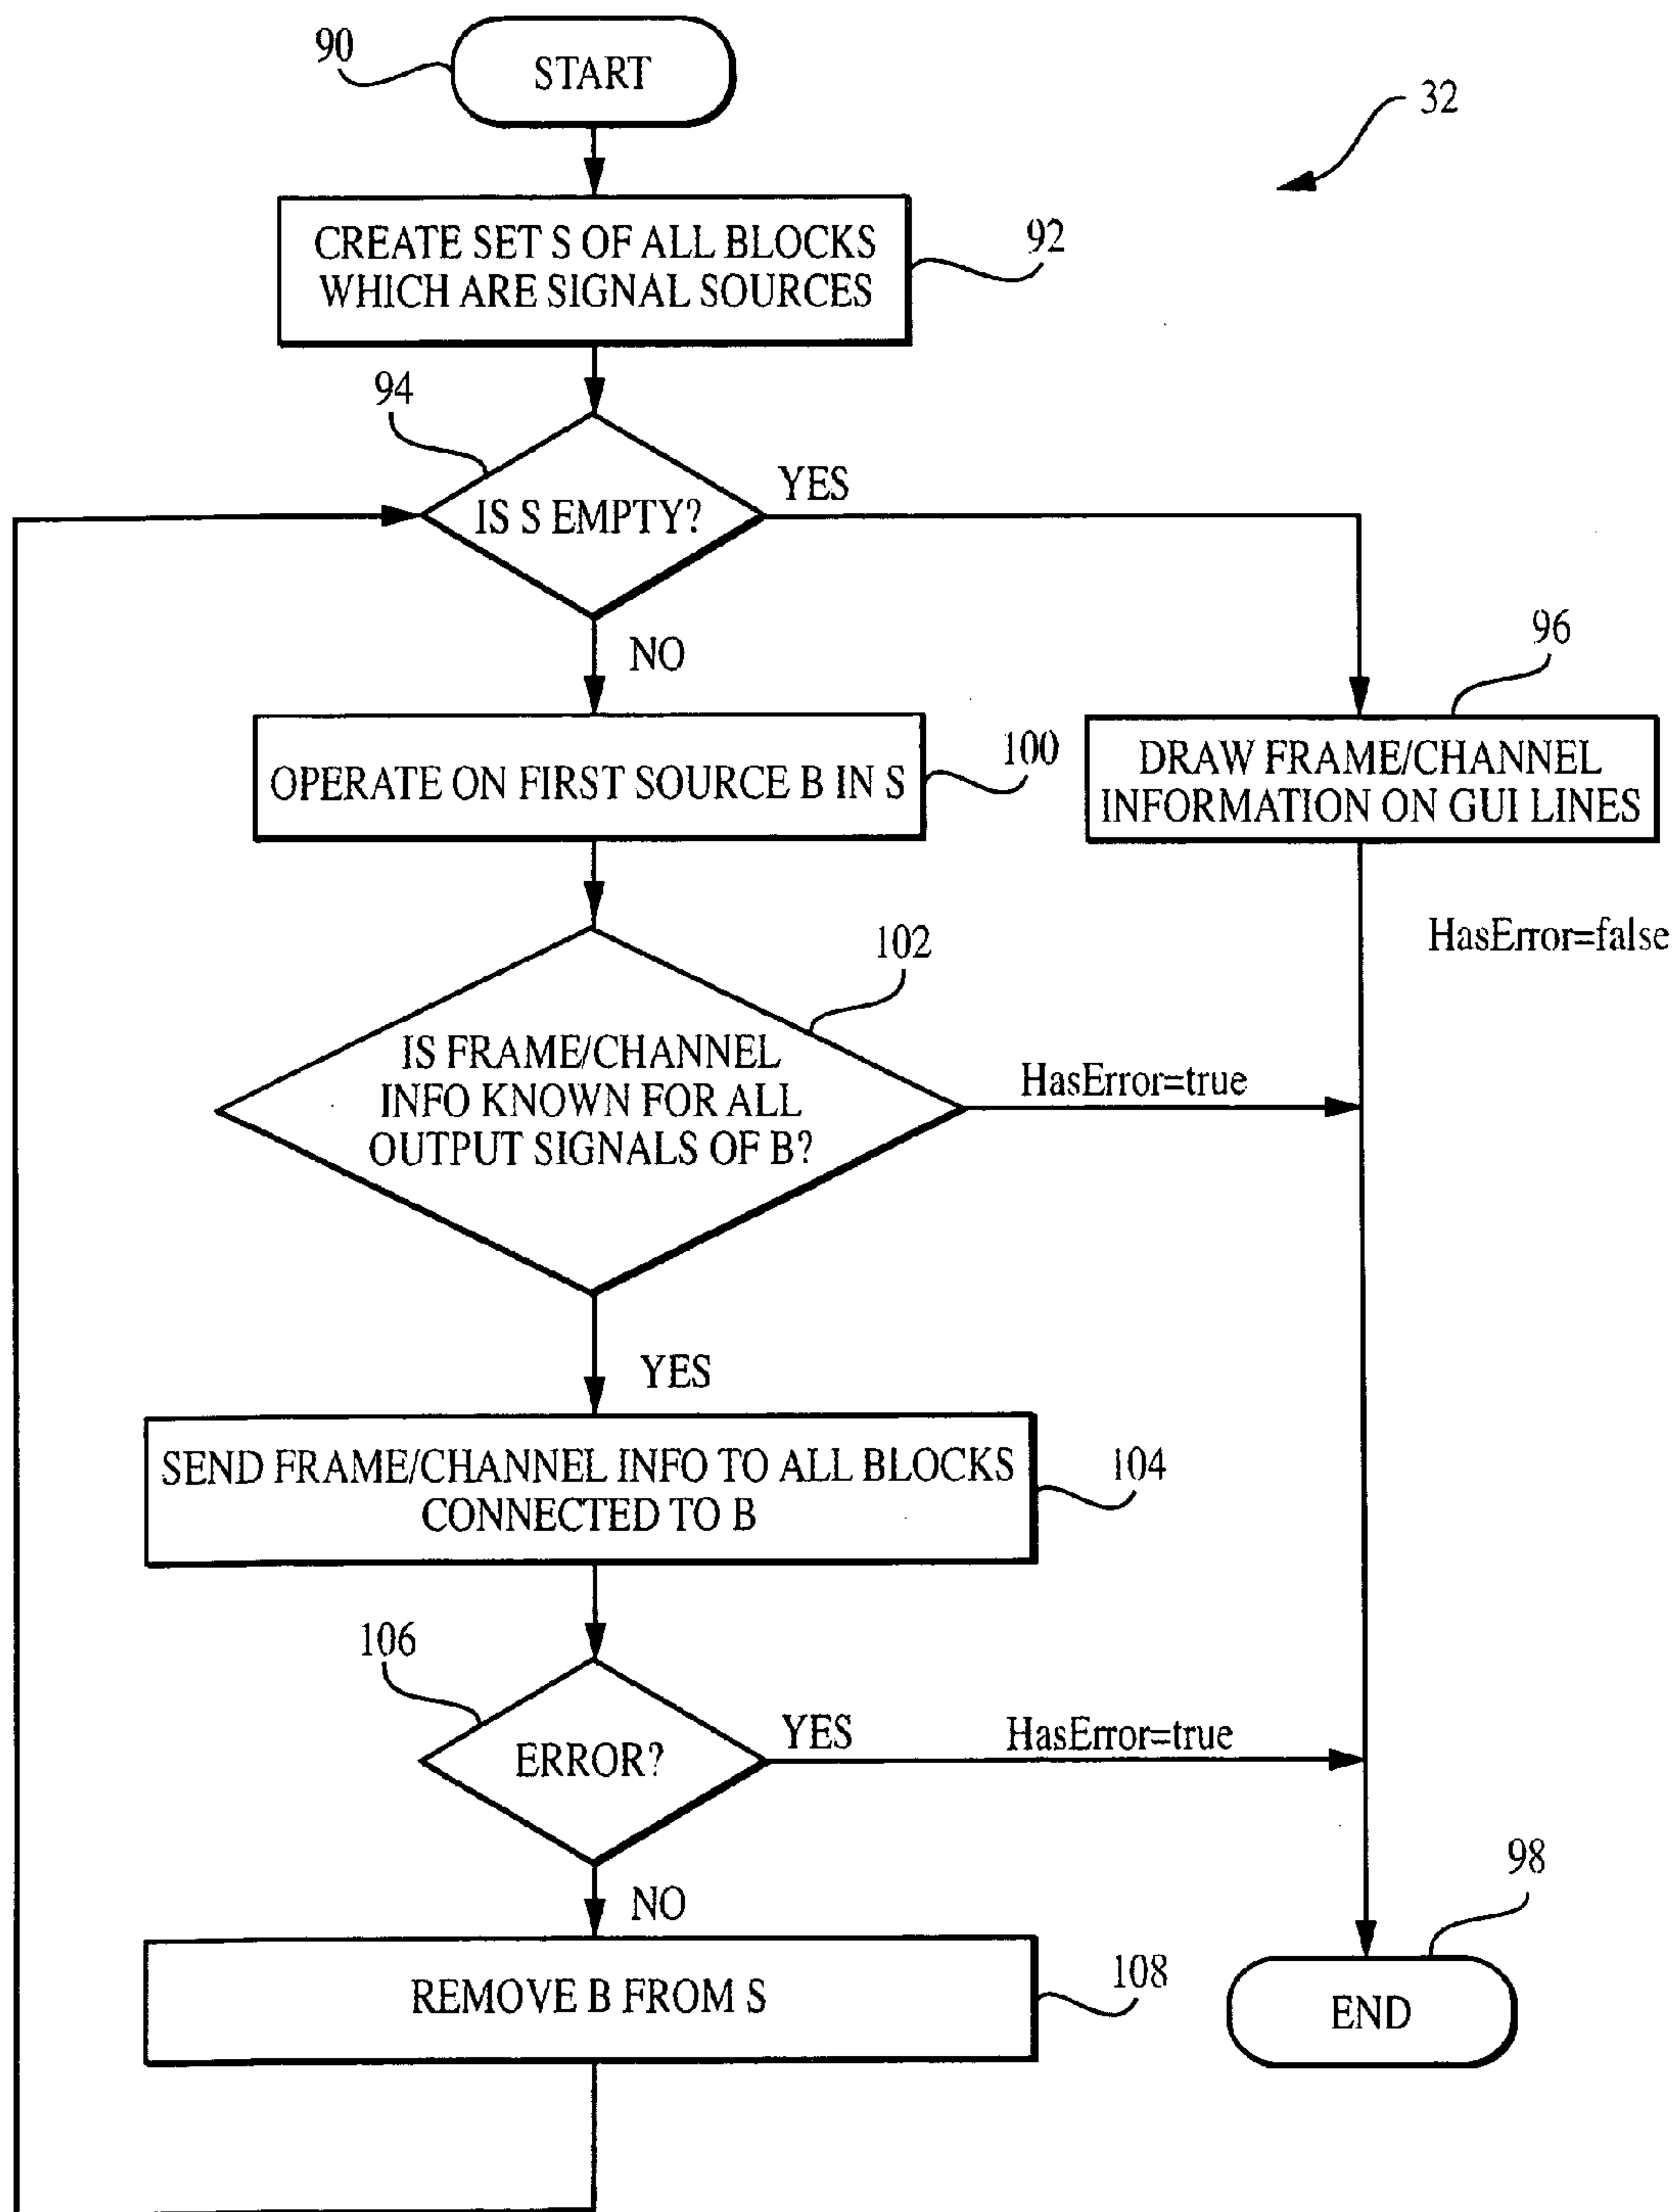 90
START
32
CREATE SET S OF ALL BLOCKS
WHICH ARE SIGNAL SOURCES
92
94
IS S EMPTY?
YES
NO
96
OPERATE ON FIRST SOURCE B IN S
100
DRAW FRAME/CHANNEL
INFORMATION ON GUI LINES
HasError=false
102
IS FRAME/CHANNEL
INFO KNOWN FOR ALL
OUTPUT SIGNALS OF B?
HasError=true
YES
SEND FRAME/CHANNEL INFO TO ALL BLOCKS
CONNECTED TO B
104
106
ERROR?
YES
HasError=true
NO
98
REMOVE B FROM S
108
END